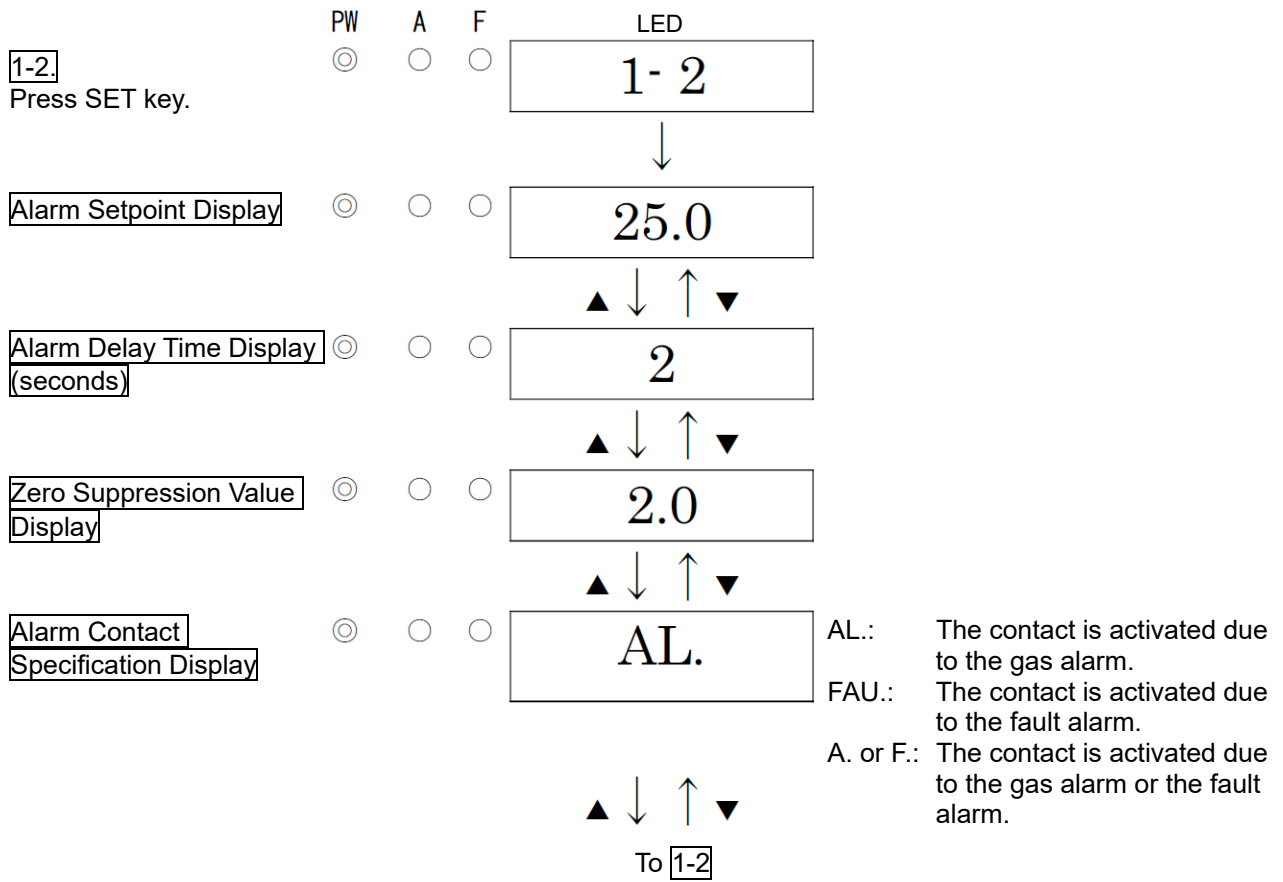 PW A F LED
1-2.
Press SET key.
1- 2
↓
Alarm Setpoint Display ◎ ○ ○ 25.0
▲ ↓ ↑ ▼
Alarm Delay Time Display ◎ ○ ○ 2
(seconds)
▲ ↓ ↑ ▼
Zero Suppression Value ◎ ○ ○ 2.0
Display
▲ ↓ ↑ ▼
Alarm Contact ◎ ○ ○ AL.
Specification Display
AL.: The contact is activated due
to the gas alarm.
FAU.: The contact is activated due
to the fault alarm.
A. or F.: The contact is activated due
to the gas alarm or the fault
alarm.
▲ ↓ ↑ ▼
To 1-2